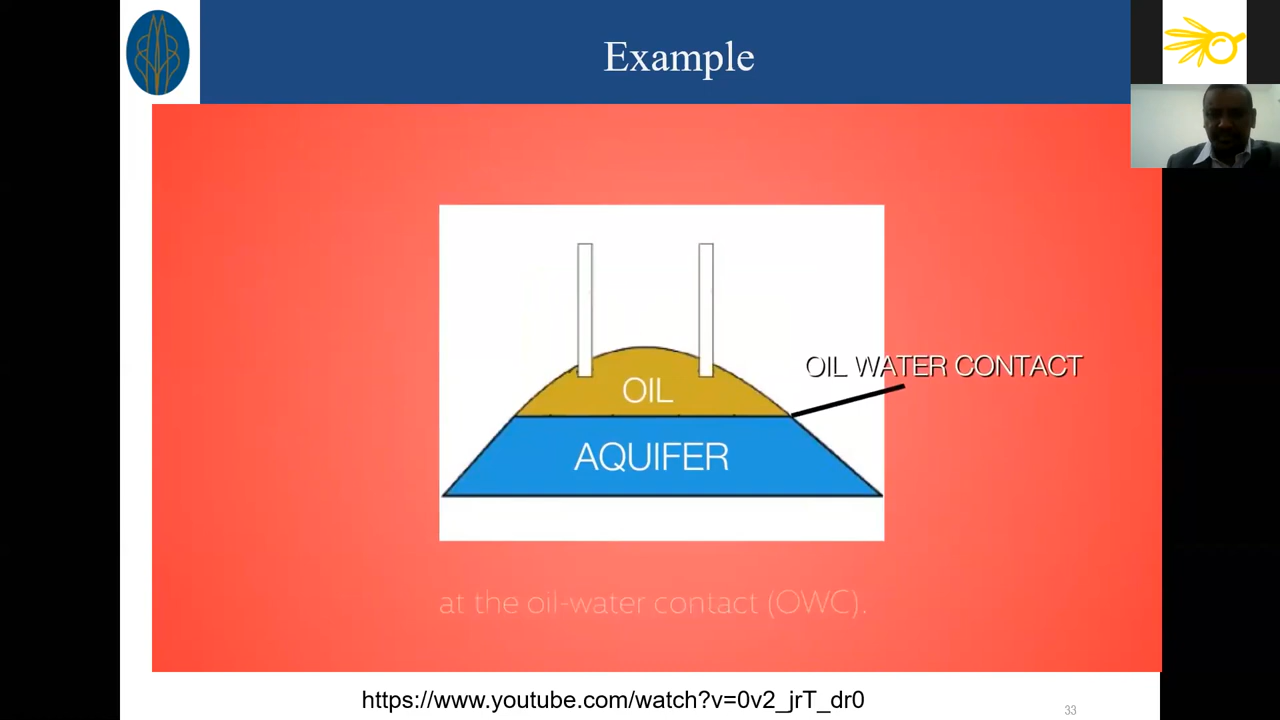 Example
OIL WATER CONTACT
OIL
AQUIFER
at the oil-water contact (OWC).
https://www.youtube.com/watch?v=0v2_jrT_dr0
33